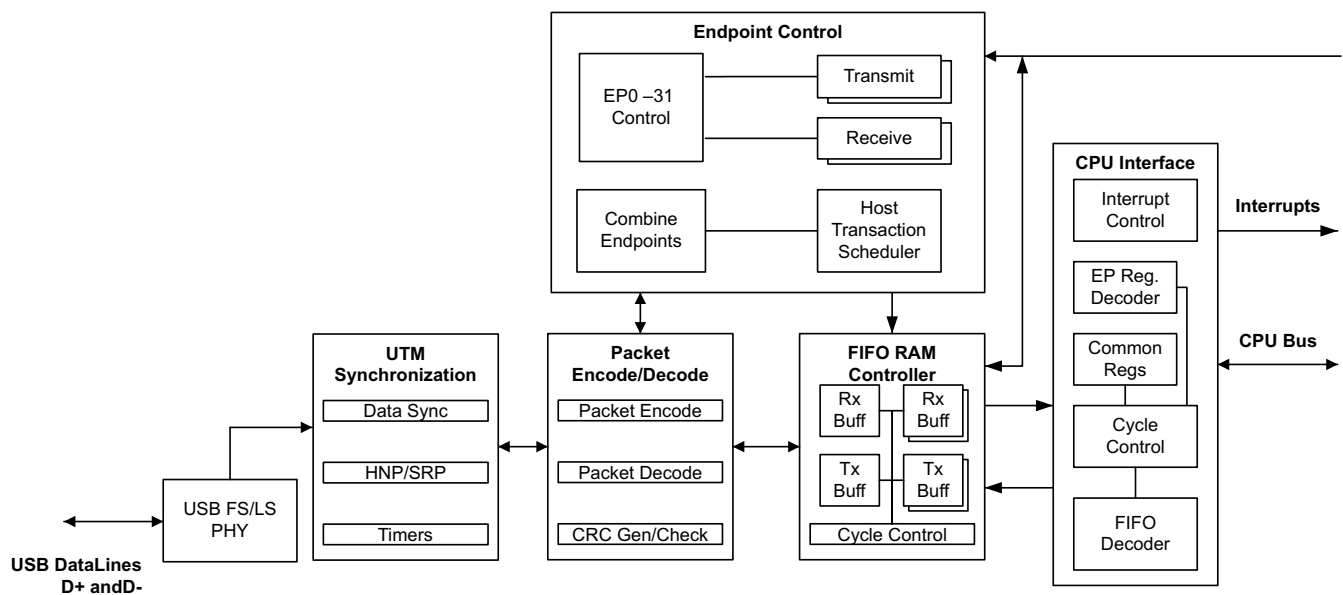 Endpoint Control
EP0 –31
Control
Transmit
Receive
Combine
Endpoints
Host
Transaction
Scheduler
CPU Interface
Interrupt
Control
Interrupts
EP Reg.
Decoder
Common
Regs
CPU Bus
Cycle
Control
FIFO
Decoder
UTM
Synchronization
Data Sync
HNP/SRP
Timers
Packet
Encode/Decode
Packet Encode
Packet Decode
CRC Gen/Check
FIFO RAM
Controller
Rx
Buff
Rx
Buff
Tx
Buff
Tx
Buff
Cycle Control
USB FS/LS
PHY
USB DataLines
D+ andD-